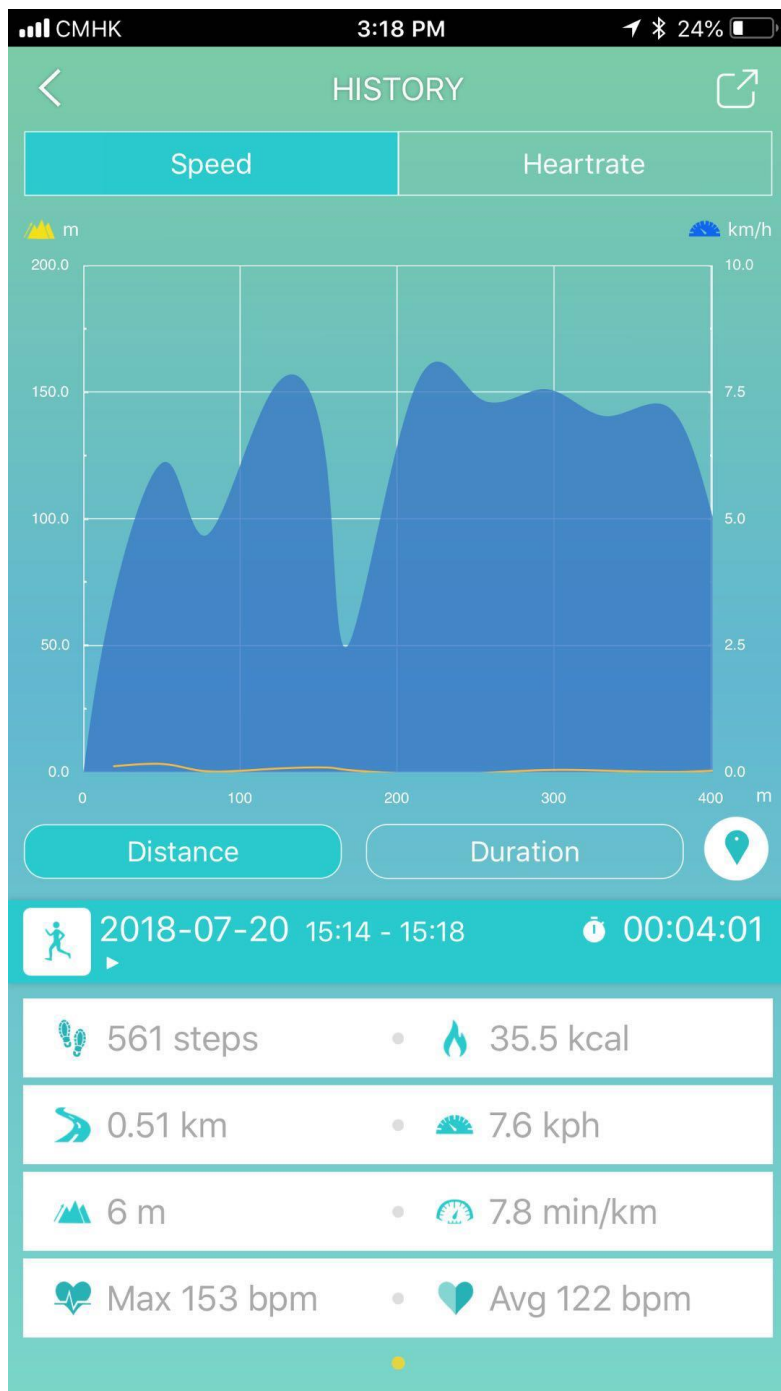 CMHK 3:18 PM 24%
HISTORY
Speed Heartrate
m km/h
200.0 10.0
150.0 7.5
100.0 5.0
50.0 2.5
0.0 0.0
0 100 200 300 400 m
Distance Duration
2018-07-20 15:14 - 15:18 00:04:01
561 steps 35.5 kcal
0.51 km 7.6 kph
6 m 7.8 min/km
Max 153 bpm Avg 122 bpm